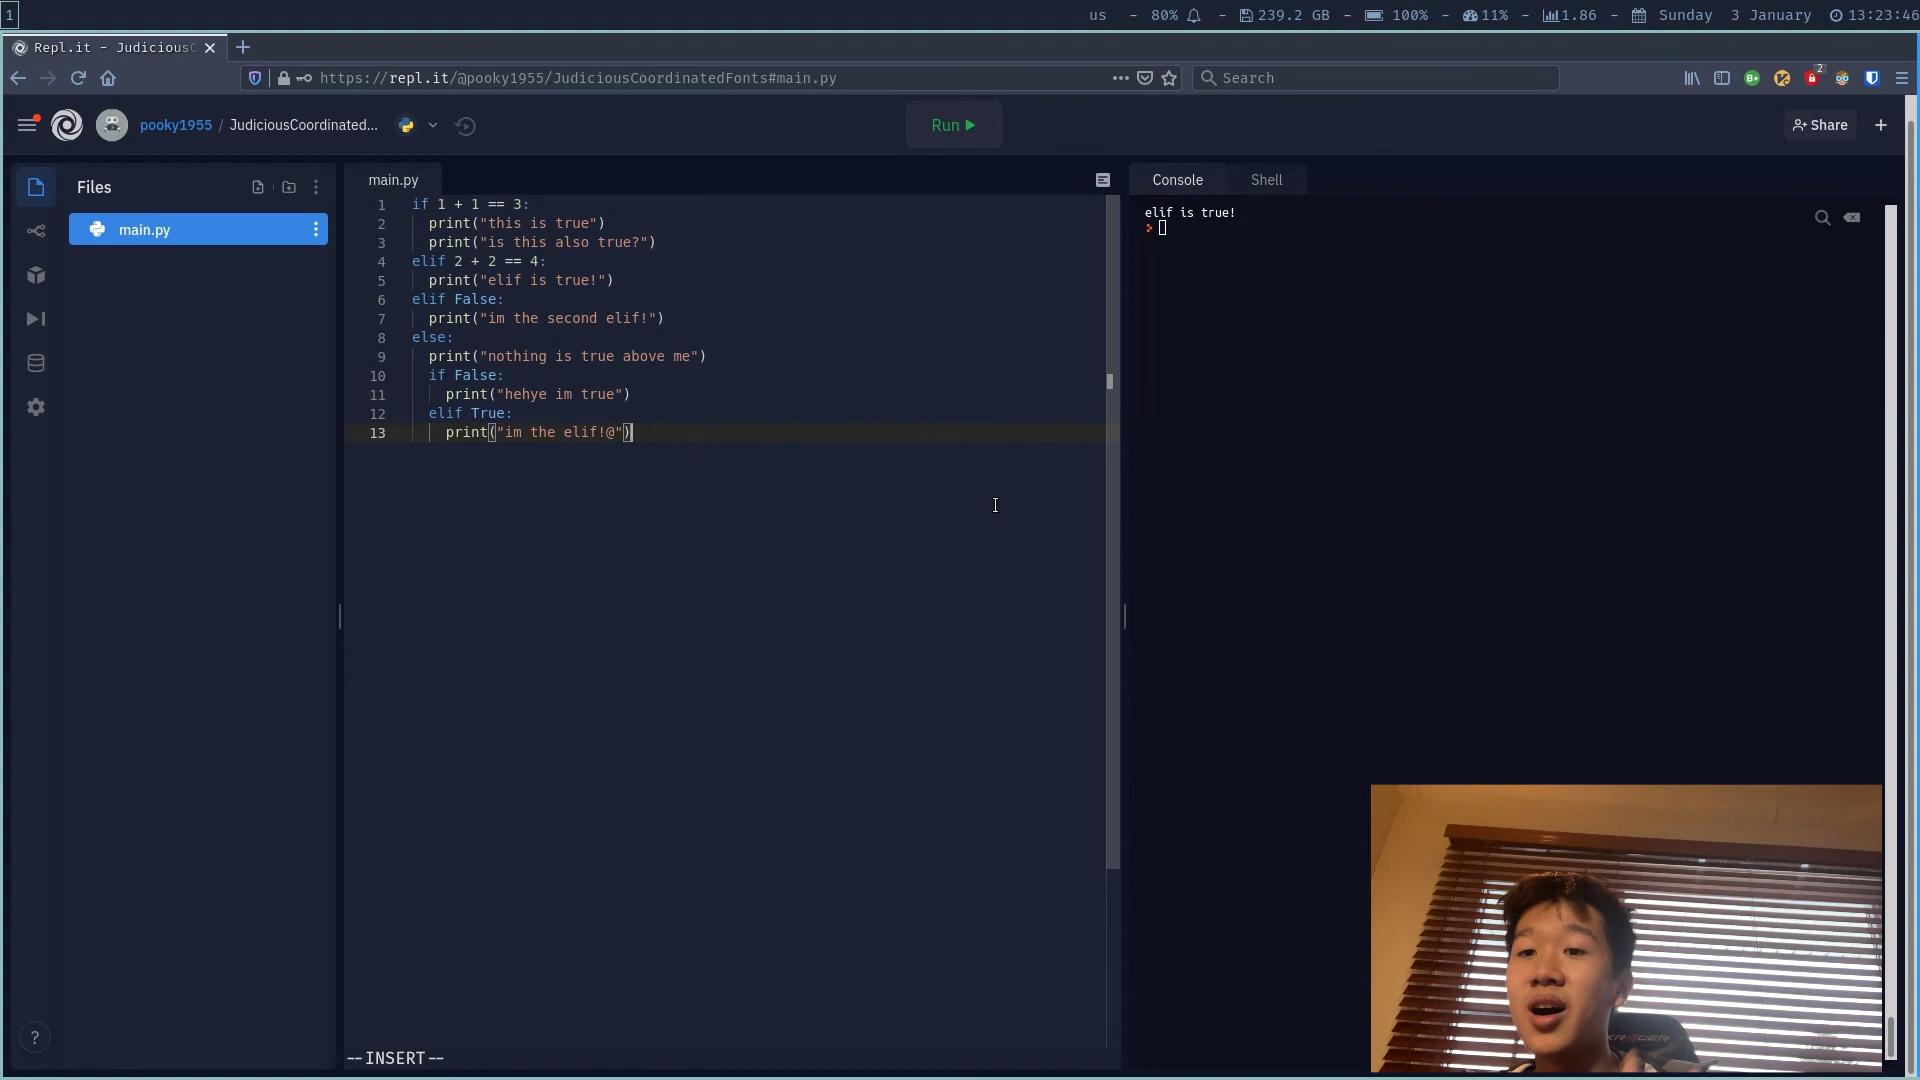 1
us - 80% - 239.2 GB - 100% - 11% - 1.86 - Sunday 3 January 13:23:46
Repl.it - JudiciousC
https://repl.it/@pooky1955/JudiciousCoordinatedFonts#main.py
Search
B+
2
pooky1955 / JudiciousCoordinated...
Run
Share
Files
main.py
main.py
Console
Shell
1 if 1 + 1 == 3:
2 print("this is true")
3 print("is this also true?")
4 elif 2 + 2 == 4:
5 print("elif is true!")
6 elif False:
7 print("im the second elif!")
8 else:
9 print("nothing is true above me")
10 if False:
11 print("hehye im true")
12 elif True:
13 print("im the elif!@")
elif is true!
?
--INSERT--